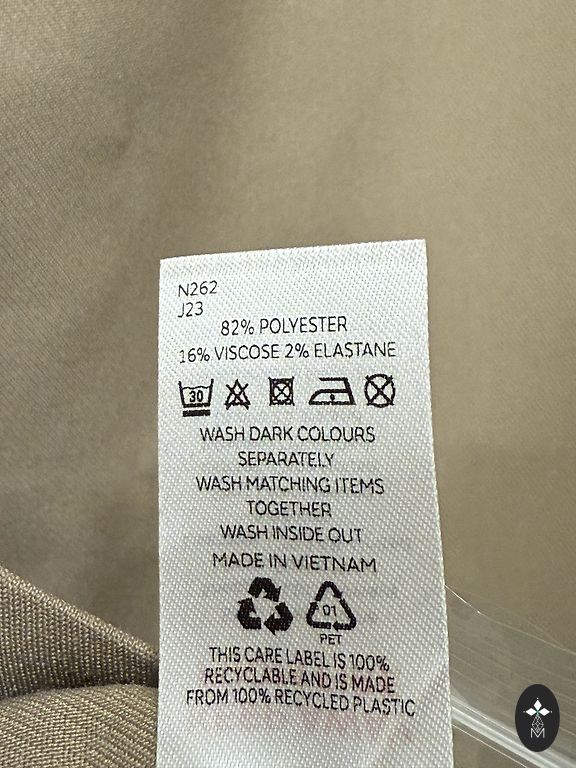 N262
J23
82% POLYESTER
16% VISCOSE 2% ELASTANE
30
WASH DARK COLOURS
SEPARATELY
WASH MATCHING ITEMS
TOGETHER
WASH INSIDE OUT
MADE IN VIETNAM
01
PET
THIS CARE LABEL IS 100%
RECYCLABLE AND IS MADE
FROM 100% RECYCLED PLASTIC
M